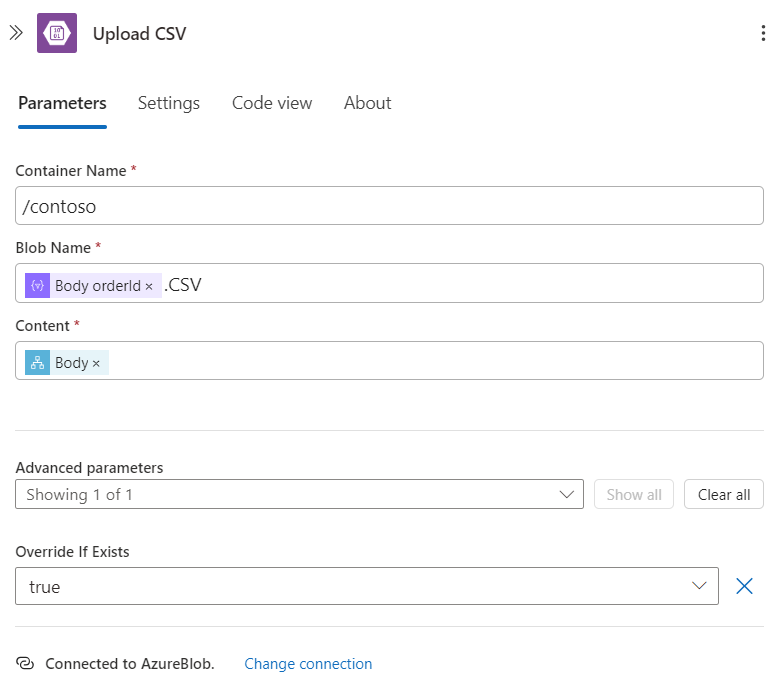 Upload CSV
Parameters Settings Code view About
Container Name *
/contoso
Blob Name *
Body orderId × .CSV
Content *
Body ×
Advanced parameters
Showing 1 of 1 Show all Clear all
Override If Exists
true
Connected to AzureBlob. Change connection